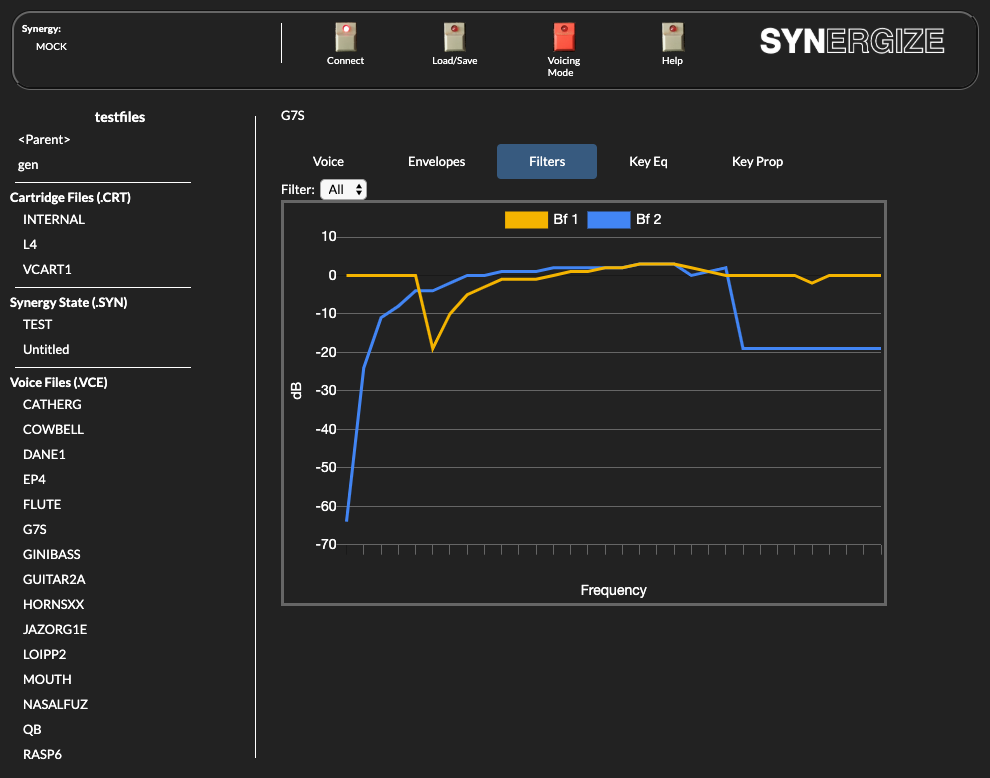 Synergy:
MOCK
Connect
Load/Save
Voicing
Mode
Help
SYNERGIZE
testfiles
<Parent>
gen
Cartridge Files (.CRT)
INTERNAL
L4
VCART1
Synergy State (.SYN)
TEST
Untitled
Voice Files (.VCE)
CATHERG
COWBELL
DANE1
EP4
FLUTE
G7S
GINIBASS
GUITAR2A
HORNSXX
JAZORG1E
LOIPP2
MOUTH
NASALFUZ
QB
RASP6
G7S
Voice Envelopes Filters Key Eq Key Prop
Filter: All
Bf 1 Bf 2
10
0
-10
-20
-30
-40
-50
-60
-70
dB
Frequency